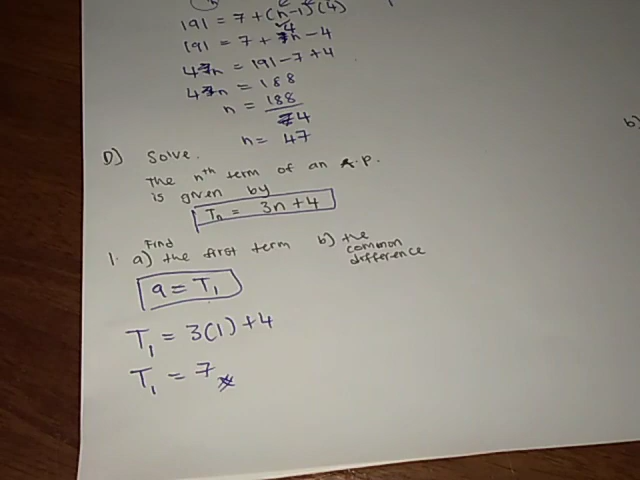 191 = 7 + (n-1)(4)
191 = 7 + 4n - 4
4n = 191 - 7 + 4
4n = 188
n = 188
4
n = 47
D) Solve.
The nth term of an A.P.
is given by
Tn = 3n+4
Find
1. a) the first term b) the
common
difference
a = T1
T1 = 3(1) + 4
T1 = 7
b)